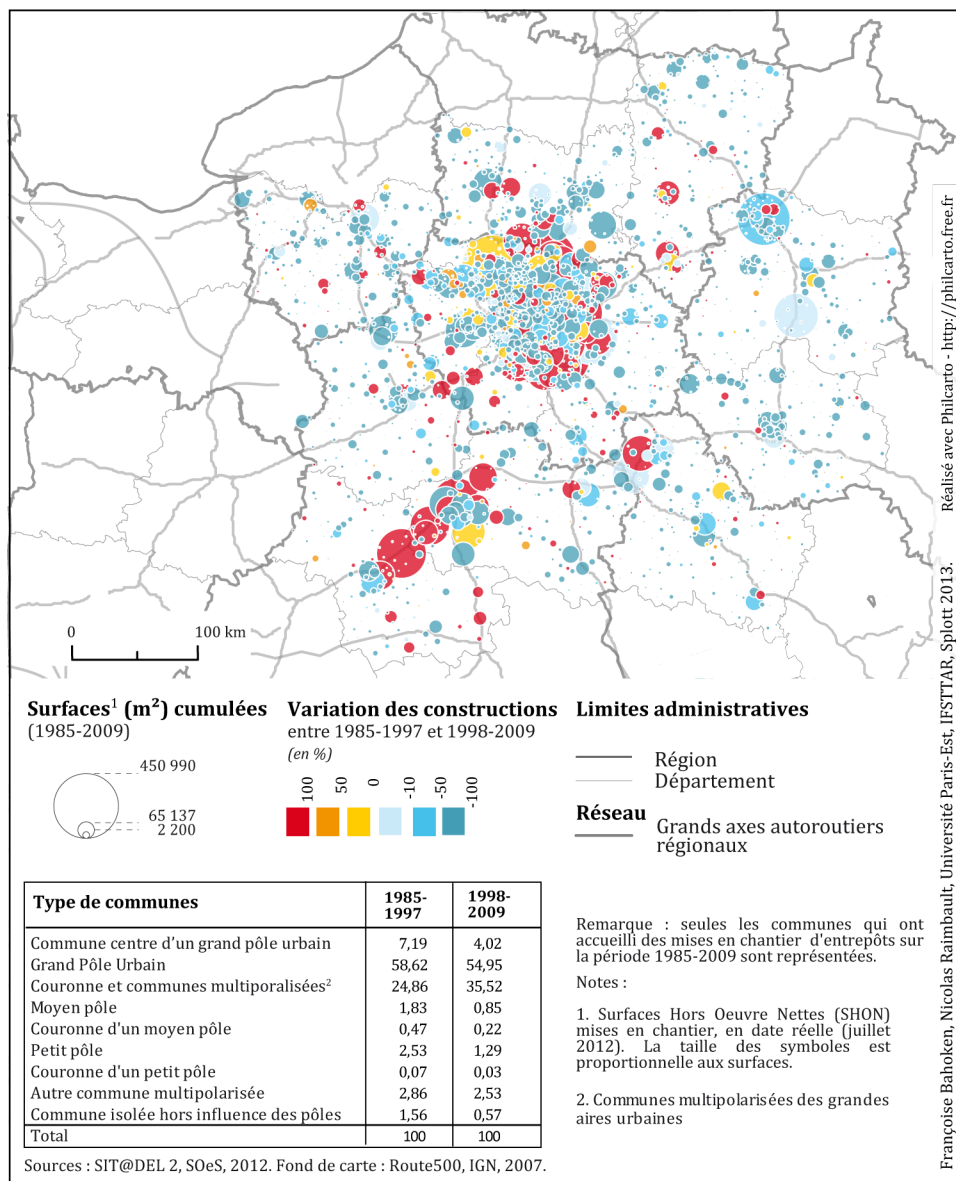 0 100 km
Surfaces¹ (m²) cumulées
(1985-2009)
450 990
65 137
2 200
Variation des constructions
entre 1985-1997 et 1998-2009
(en %)
100 50 0 -10 -50 -100
Limites administratives
Région
Département
Réseau
Grands axes autoroutiers
régionaux
Type de communes 1985-1997 1998-2009
Commune centre d'un grand pôle urbain 7,19 4,02
Grand Pôle Urbain 58,62 54,95
Couronne et communes multiporalisées² 24,86 35,52
Moyen pôle 1,83 0,85
Couronne d'un moyen pôle 0,47 0,22
Petit pôle 2,53 1,29
Couronne d'un petit pôle 0,07 0,03
Autre commune multipolarisée 2,86 2,53
Commune isolée hors influence des pôles 1,56 0,57
Total 100 100
Sources : SIT@DEL 2, SOeS, 2012. Fond de carte : Route500, IGN, 2007.
Remarque : seules les communes qui ont
accueilli des mises en chantier d'entrepôts sur
la période 1985-2009 sont représentées.
Notes :
1. Surfaces Hors Oeuvre Nettes (SHON)
mises en chantier, en date réelle (juillet
2012). La taille des symboles est
proportionnelle aux surfaces.
2. Communes multipolarisées des grandes
aires urbaines
Françoise Bahoken, Nicolas Raimbault, Université Paris-Est, IFSTTAR, Splott 2013. Réalisé avec Philcarto - http://philcarto.free.fr